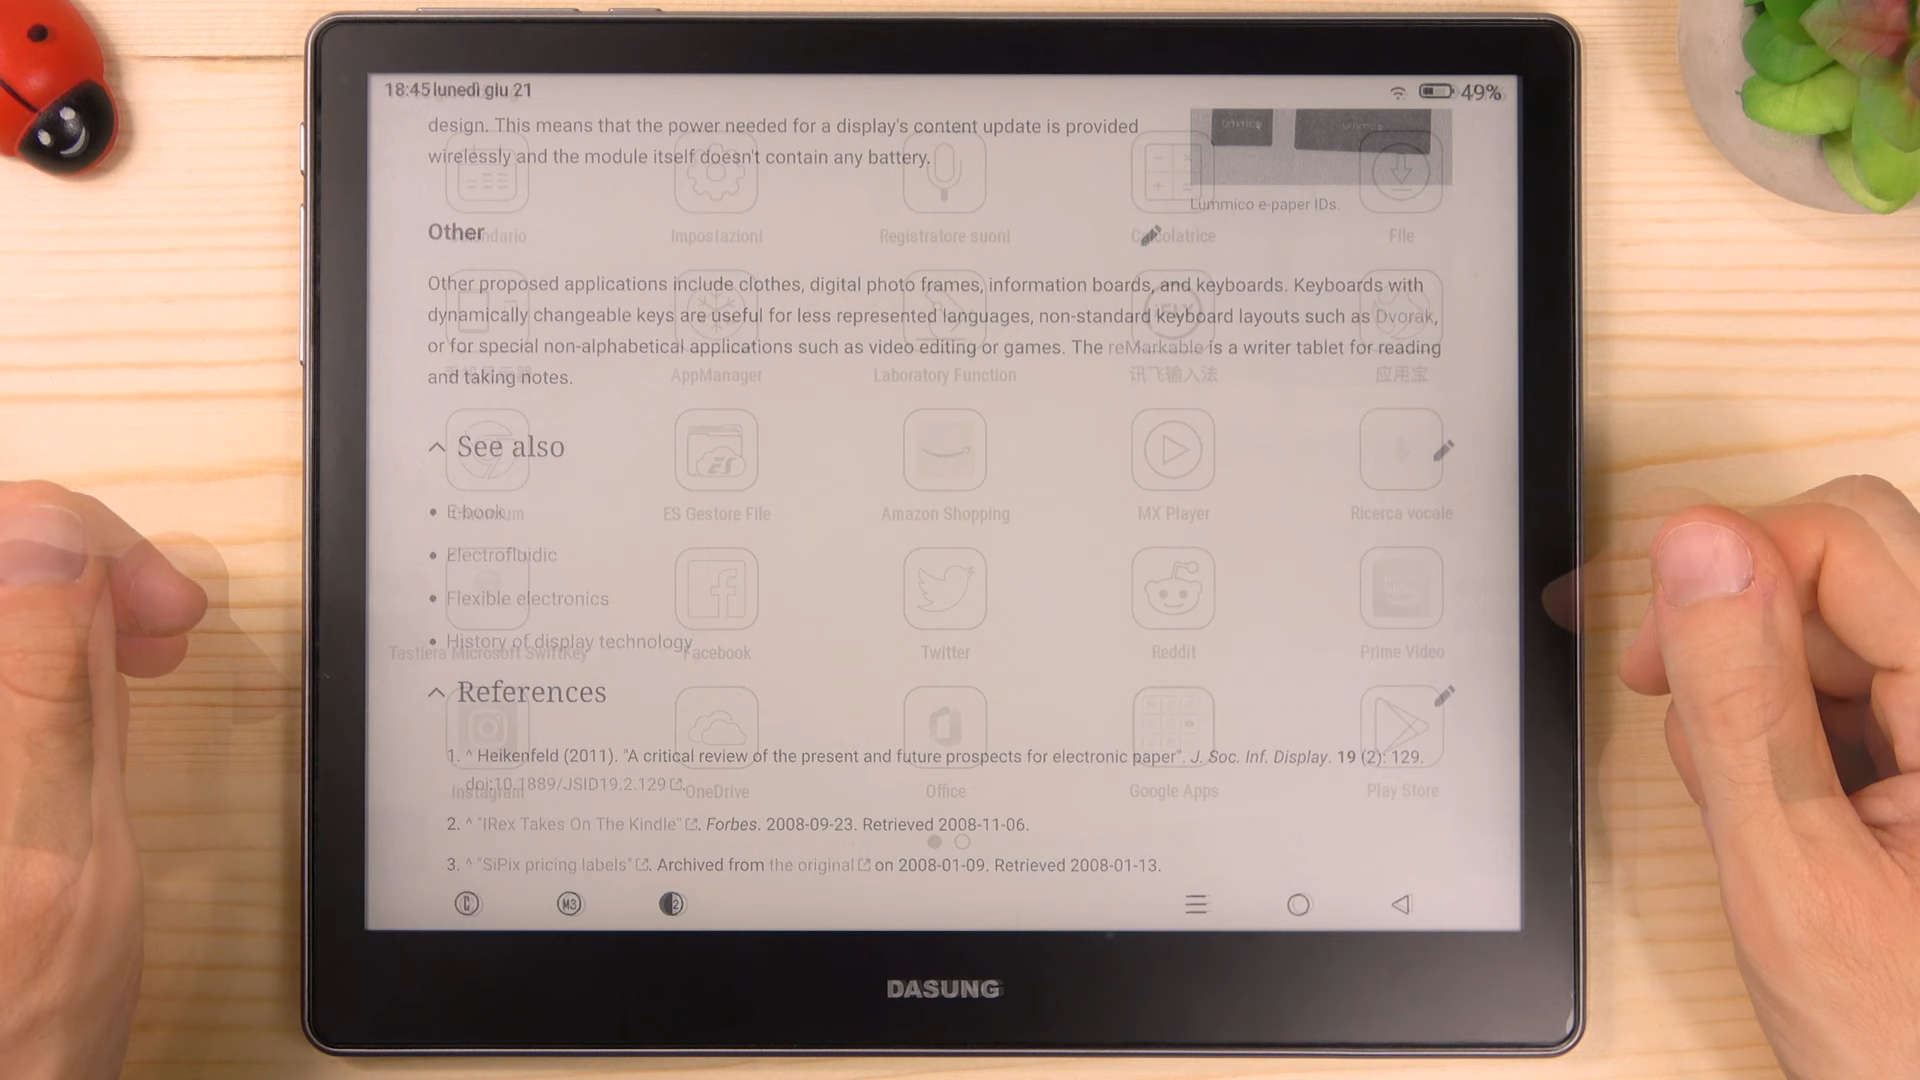 18:45 lunedì giu 21
49%
design. This means that the power needed for a display's content update is provided
wirelessly and the module itself doesn't contain any battery.
Lummico e-paper IDs.
Other
Impostazioni
Registratore suoni
Calcolatrice
File
Other proposed applications include clothes, digital photo frames, information boards, and keyboards. Keyboards with
dynamically changeable keys are useful for less represented languages, non-standard keyboard layouts such as Dvorak,
or for special non-alphabetical applications such as video editing or games. The reMarkable is a writer tablet for reading
and taking notes.
AppManager
Laboratory Function
讯飞输入法
应用宝
See also
E-book
ES Gestore File
Amazon Shopping
MX Player
Ricerca vocale
Electrofluidic
Flexible electronics
History of display technology
Tastiera Microsoft SwiftKey
Facebook
Twitter
Reddit
Prime Video
References
1. ^ Heikenfeld (2011). "A critical review of the present and future prospects for electronic paper". J. Soc. Inf. Display. 19 (2): 129.
doi:10.1889/JSID19.2.129.
Instagram
OneDrive
Office
Google Apps
Play Store
2. ^ "IRex Takes On The Kindle". Forbes. 2008-09-23. Retrieved 2008-11-06.
3. ^ "SiPix pricing labels". Archived from the original on 2008-01-09. Retrieved 2008-01-13.
M3
2
DASUNG